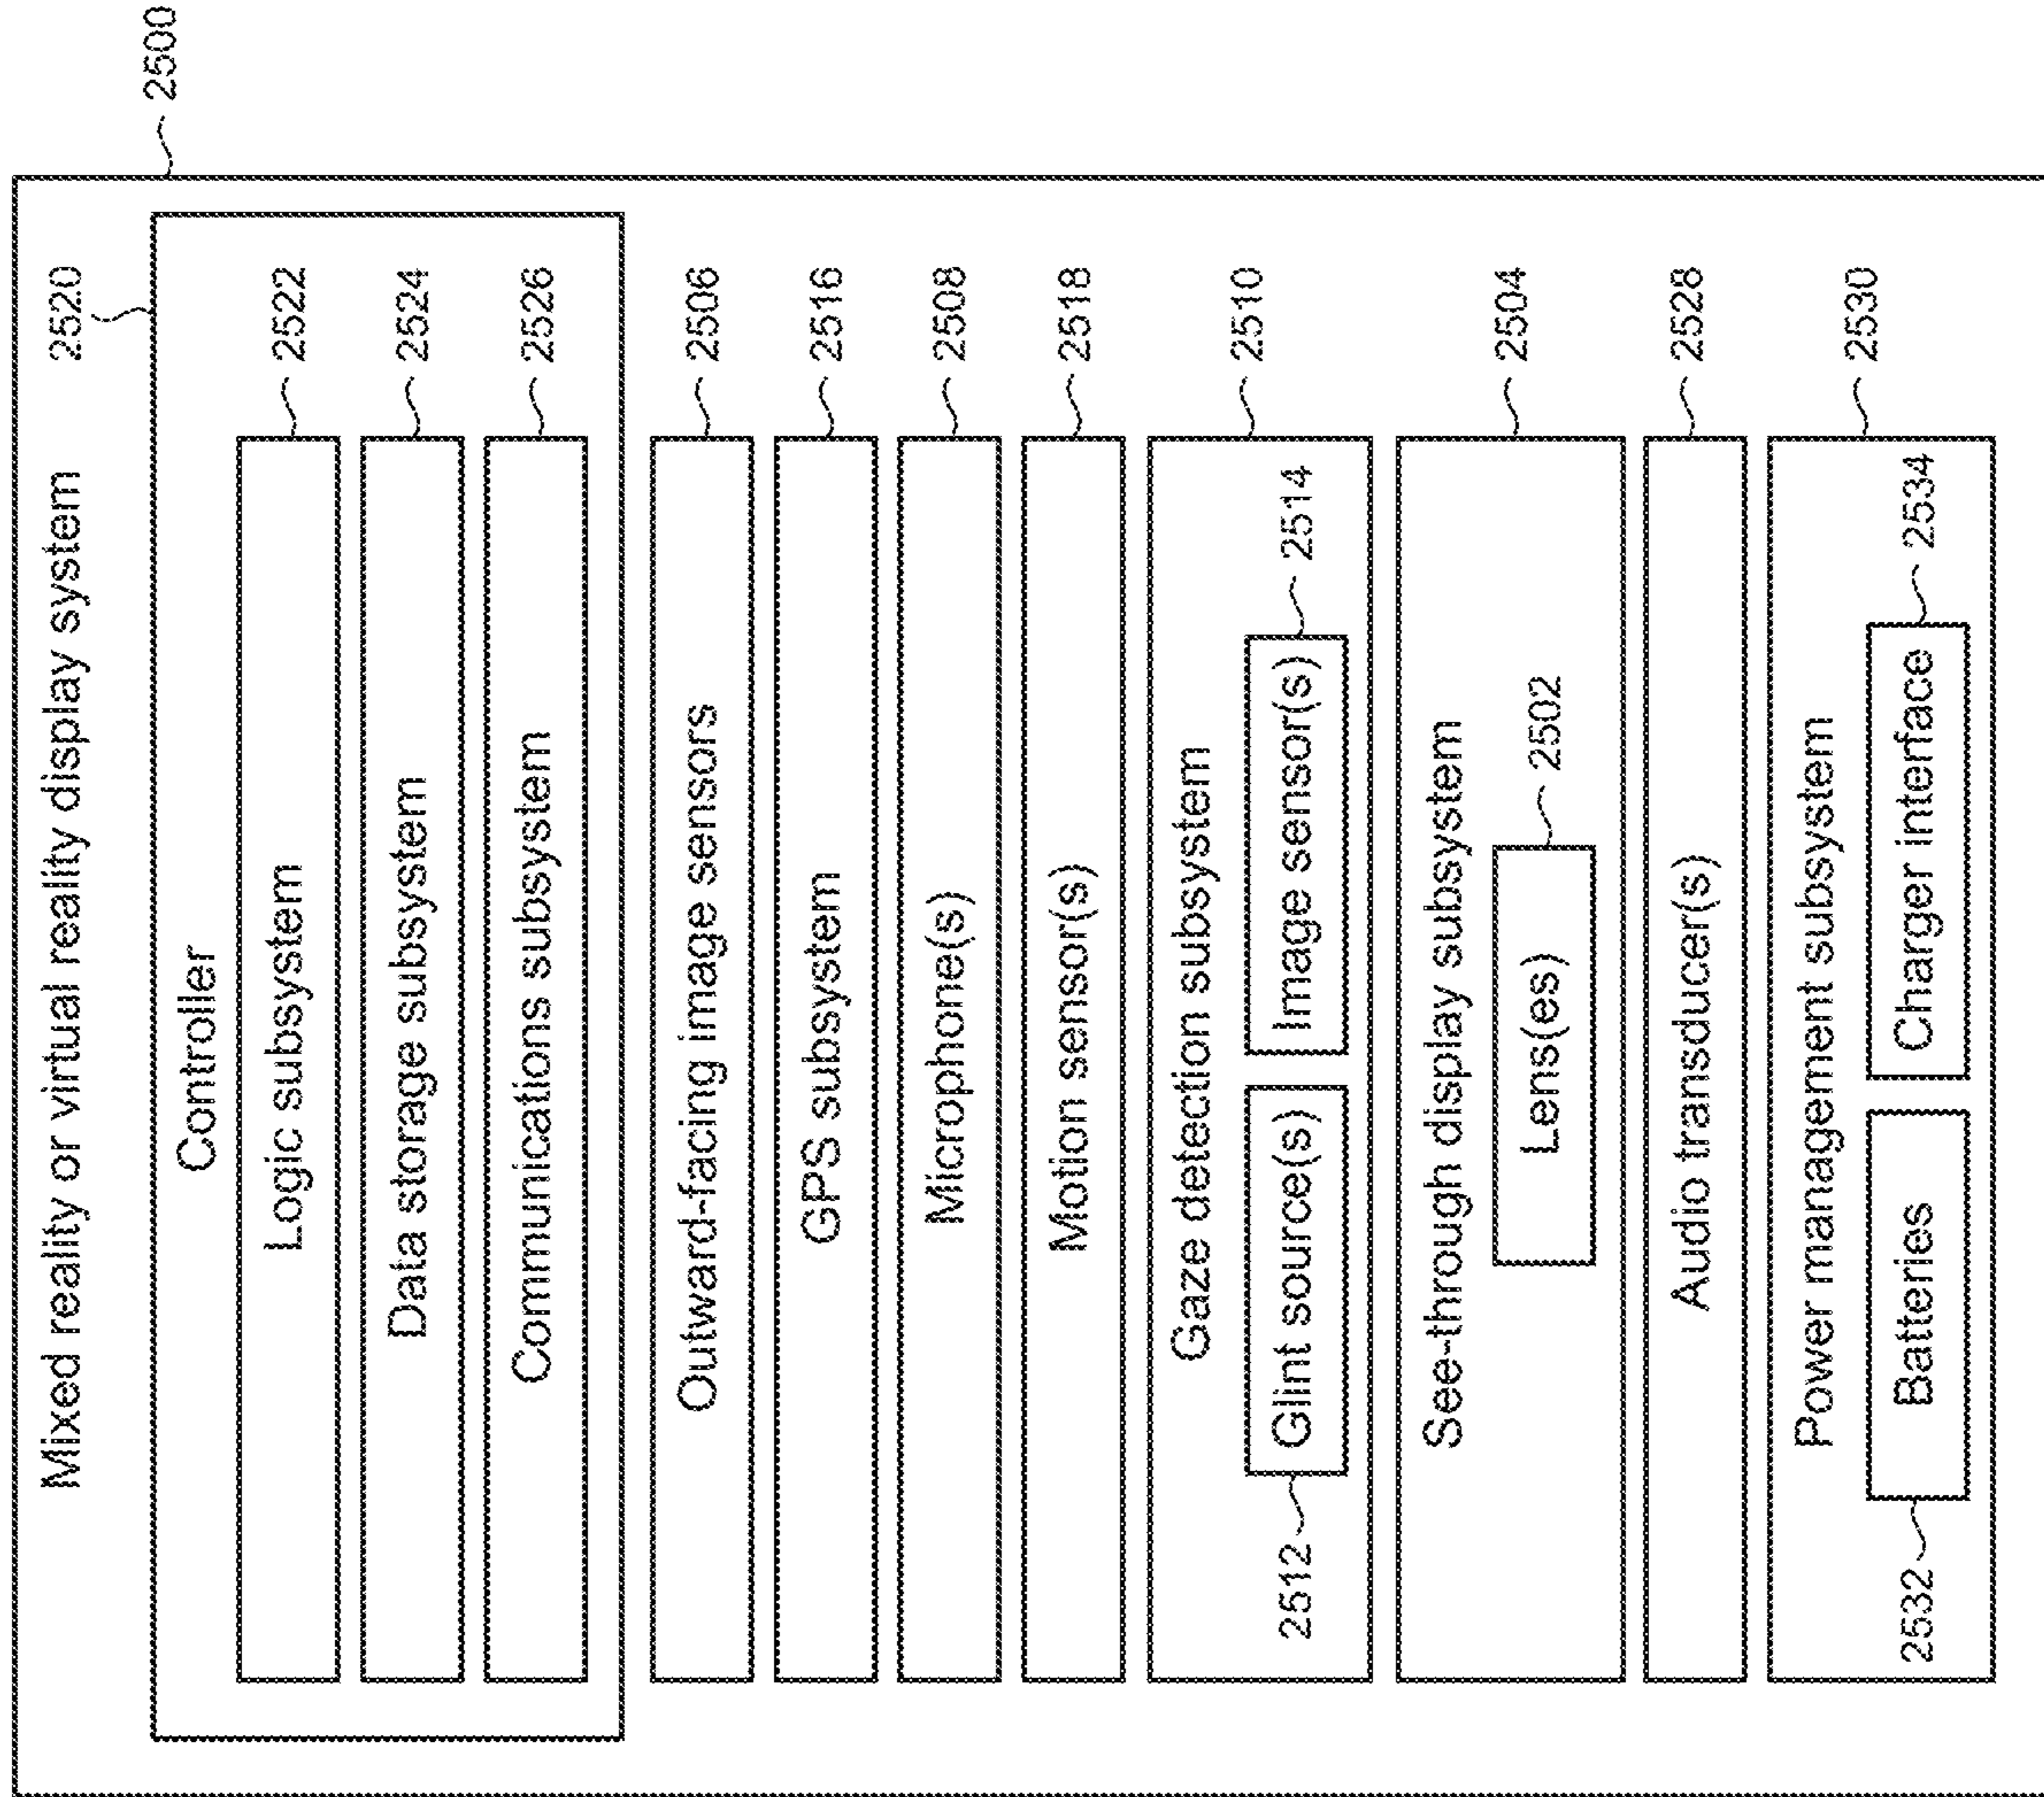 Mixed reality or virtual reality display system
2500
2520
Controller
Logic subsystem
2522
Data storage subsystem
2524
Communications subsystem
2526
Outward-facing image sensors
2506
GPS subsystem
2516
Microphone(s)
2508
Motion sensor(s)
2518
Gaze detection subsystem
2510
2512
Glint source(s)
Image sensor(s)
2514
See-through display subsystem
2504
Lens(es)
2502
Audio transducer(s)
2528
Power management subsystem
2530
2532
Batteries
Charger interface
2534